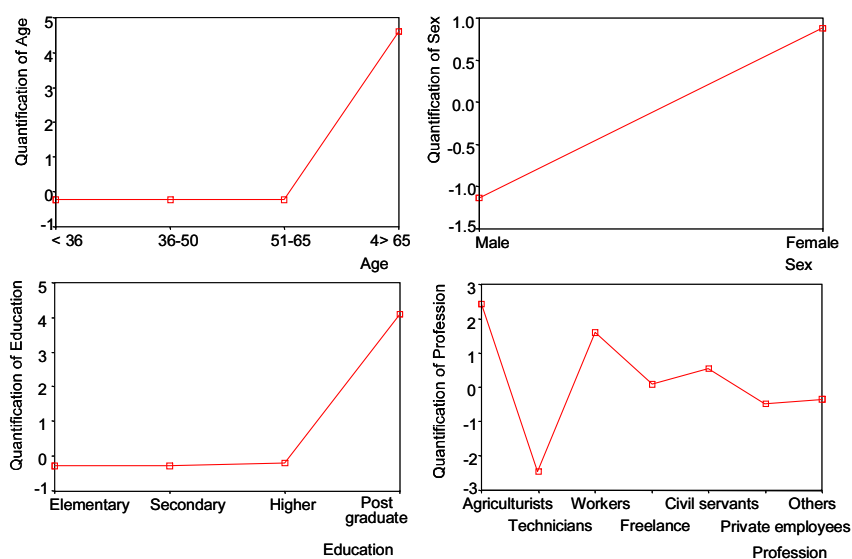 Quantification of Age
5
4
3
2
1
0
-1
< 36
36-50
51-65
4> 65
Age
Quantification of Sex
1.0
0.5
0.0
-0.5
-1.0
-1.5
Male
Female
Sex
Quantification of Education
5
4
3
2
1
0
-1
Elementary
Secondary
Higher
Post
graduate
Education
Quantification of Profession
3
2
1
0
-1
-2
-3
Agriculturists
Workers
Civil servants
Others
Technicians
Freelance
Private employees
Profession